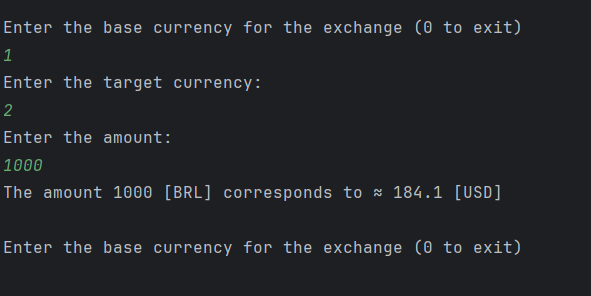 Enter the base currency for the exchange (0 to exit)
1
Enter the target currency:
2
Enter the amount:
1000
The amount 1000 [BRL] corresponds to ≈ 184.1 [USD]
Enter the base currency for the exchange (0 to exit)